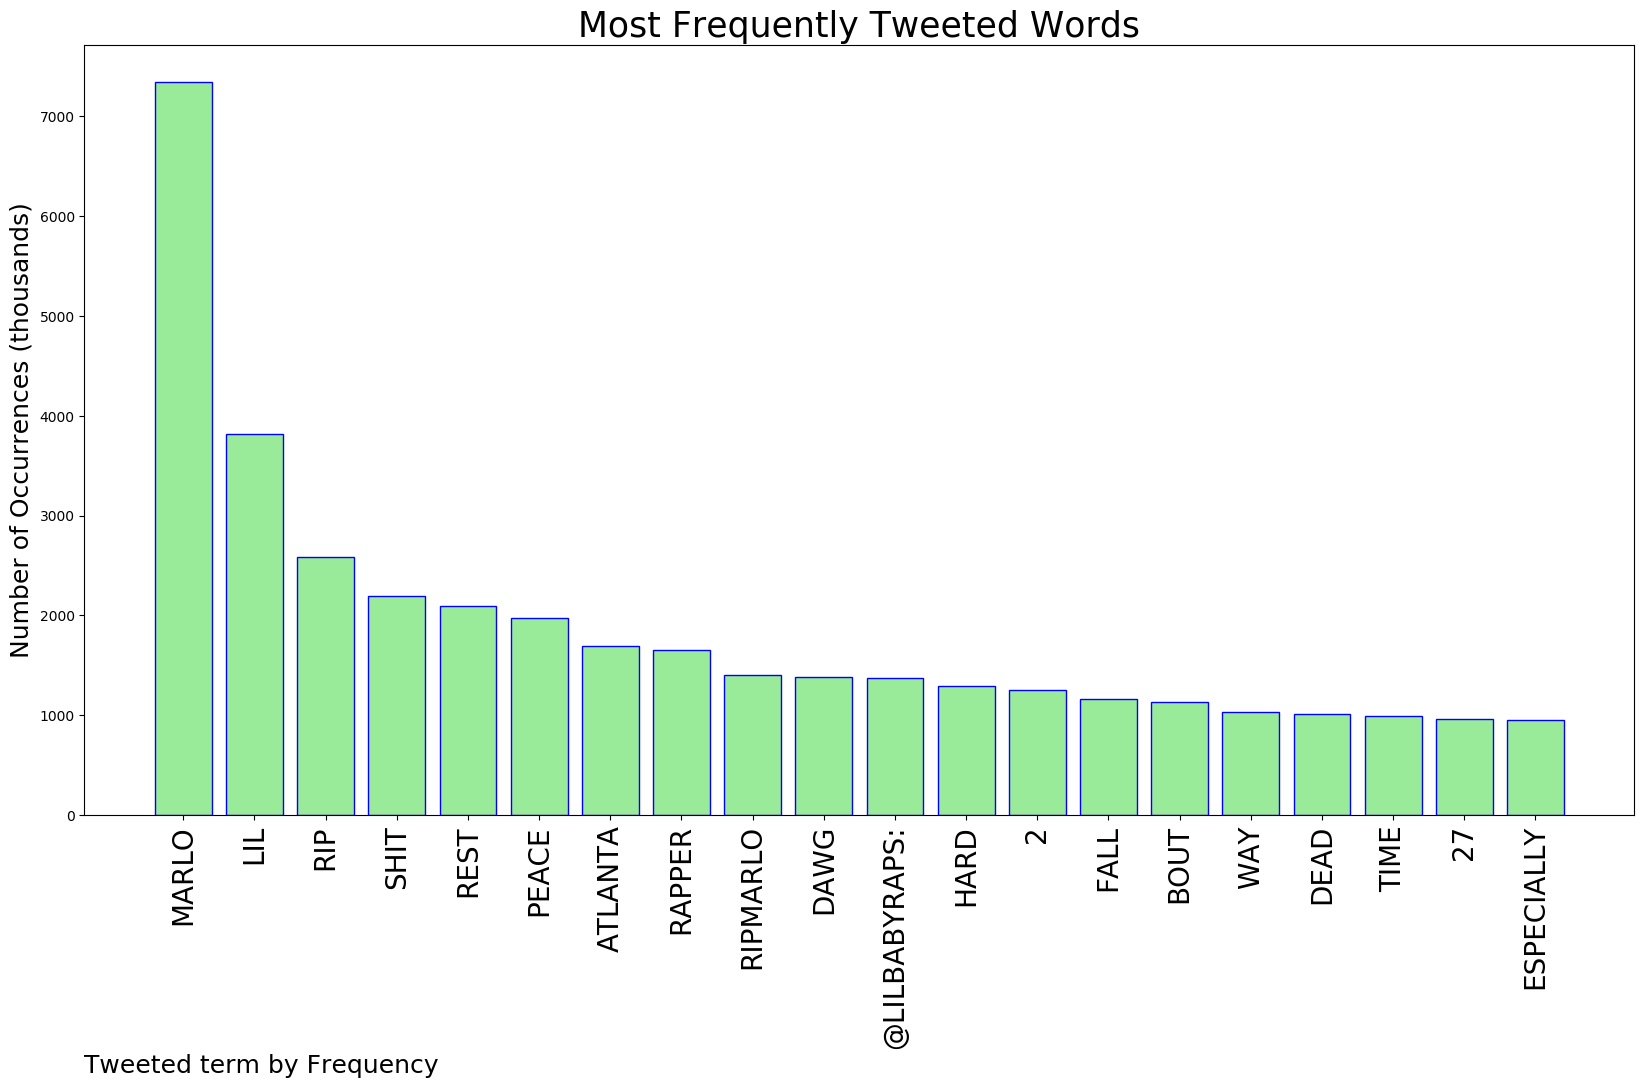 Most Frequently Tweeted Words
Number of Occurrences (thousands)
7000
6000
5000
4000
3000
2000
1000
0
MARLO
LIL
RIP
SHIT
REST
PEACE
ATLANTA
RAPPER
RIPMARLO
DAWG
@LILBABYRAPS:
HARD
2
FALL
BOUT
WAY
DEAD
TIME
27
ESPECIALLY
Tweeted term by Frequency